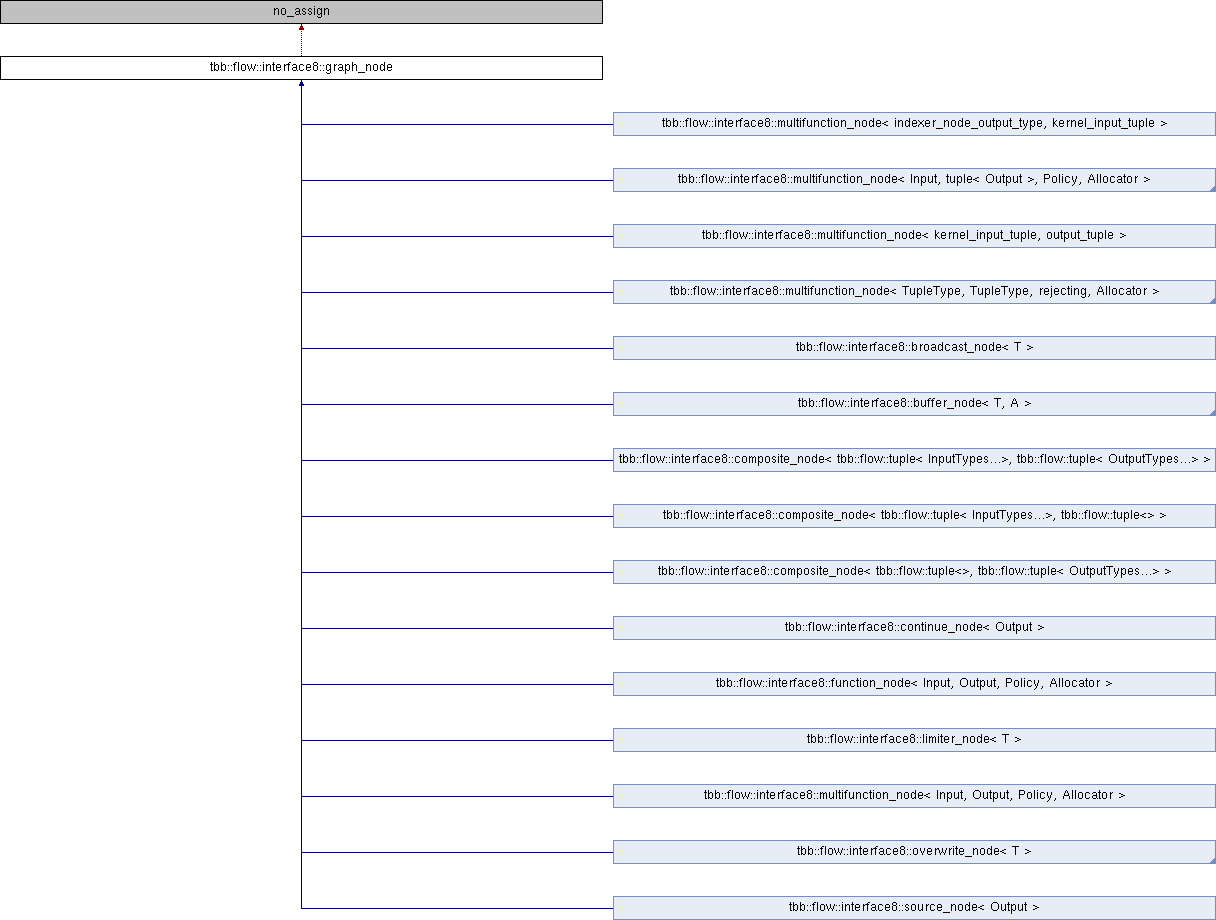 no_assign
tbb::flow::interface8::graph_node
tbb::flow::interface8::multifunction_node< indexer_node_output_type, kernel_input_tuple >
tbb::flow::interface8::multifunction_node< Input, tuple< Output >, Policy, Allocator >
tbb::flow::interface8::multifunction_node< kernel_input_tuple, output_tuple >
tbb::flow::interface8::multifunction_node< TupleType, TupleType, rejecting, Allocator >
tbb::flow::interface8::broadcast_node< T >
tbb::flow::interface8::buffer_node< T, A >
tbb::flow::interface8::composite_node< tbb::flow::tuple< InputTypes...>, tbb::flow::tuple< OutputTypes...> >
tbb::flow::interface8::composite_node< tbb::flow::tuple< InputTypes...>, tbb::flow::tuple<> >
tbb::flow::interface8::composite_node< tbb::flow::tuple<>, tbb::flow::tuple< OutputTypes...> >
tbb::flow::interface8::continue_node< Output >
tbb::flow::interface8::function_node< Input, Output, Policy, Allocator >
tbb::flow::interface8::limiter_node< T >
tbb::flow::interface8::multifunction_node< Input, Output, Policy, Allocator >
tbb::flow::interface8::overwrite_node< T >
tbb::flow::interface8::source_node< Output >